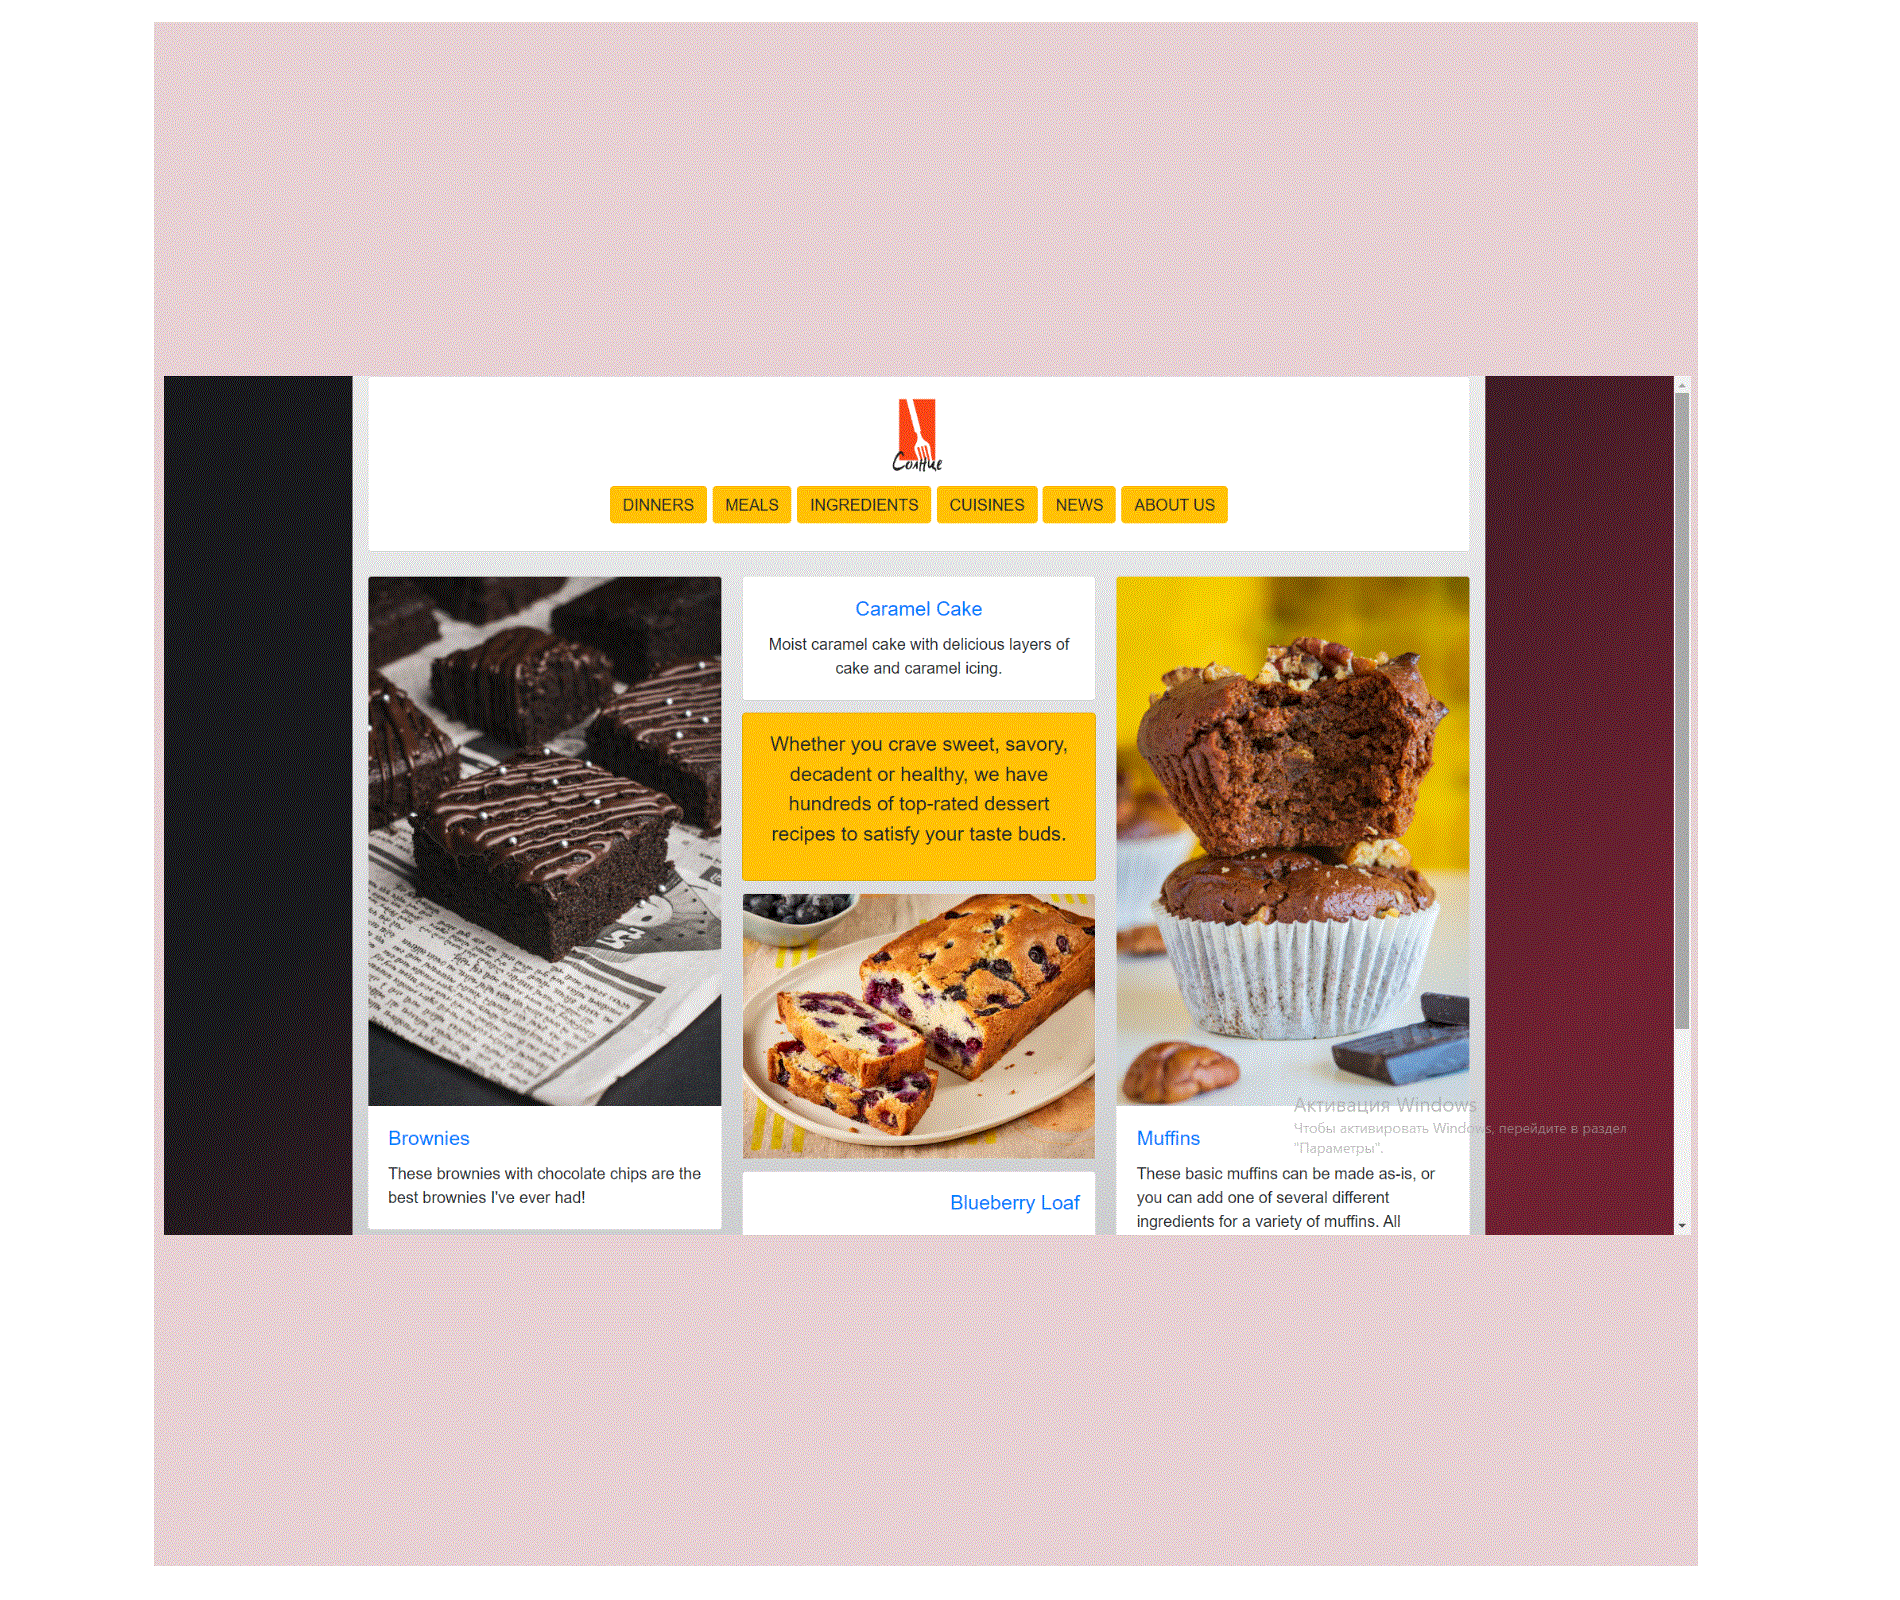 Солнце
DINNERS MEALS INGREDIENTS CUISINES NEWS ABOUT US
Caramel Cake
Moist caramel cake with delicious layers of
cake and caramel icing.
Whether you crave sweet, savory,
decadent or healthy, we have
hundreds of top-rated dessert
recipes to satisfy your taste buds.
Brownies
These brownies with chocolate chips are the
best brownies I've ever had!
Blueberry Loaf
Muffins
These basic muffins can be made as-is, or
you can add one of several different
ingredients for a variety of muffins. All
Активация Windows
Чтобы активировать Windows, перейдите в раздел
"Параметры".